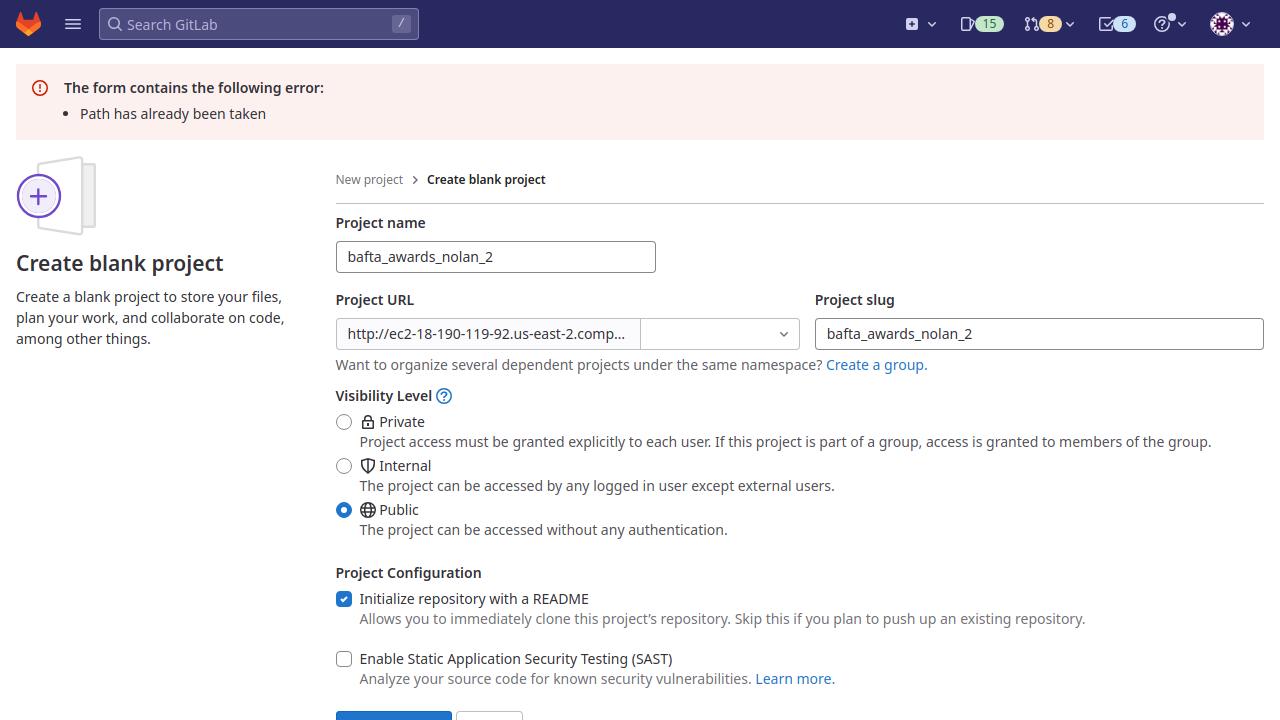 Search GitLab
/
15
8
6
The form contains the following error:
Path has already been taken
New project
Create blank project
Create blank project
Create a blank project to store your files,
plan your work, and collaborate on code,
among other things.
Project name
bafta_awards_nolan_2
Project URL
Project slug
http://ec2-18-190-119-92.us-east-2.comp...
bafta_awards_nolan_2
Want to organize several dependent projects under the same namespace? Create a group.
Visibility Level
Private
Project access must be granted explicitly to each user. If this project is part of a group, access is granted to members of the group.
Internal
The project can be accessed by any logged in user except external users.
Public
The project can be accessed without any authentication.
Project Configuration
Initialize repository with a README
Allows you to immediately clone this project's repository. Skip this if you plan to push up an existing repository.
Enable Static Application Security Testing (SAST)
Analyze your source code for known security vulnerabilities. Learn more.